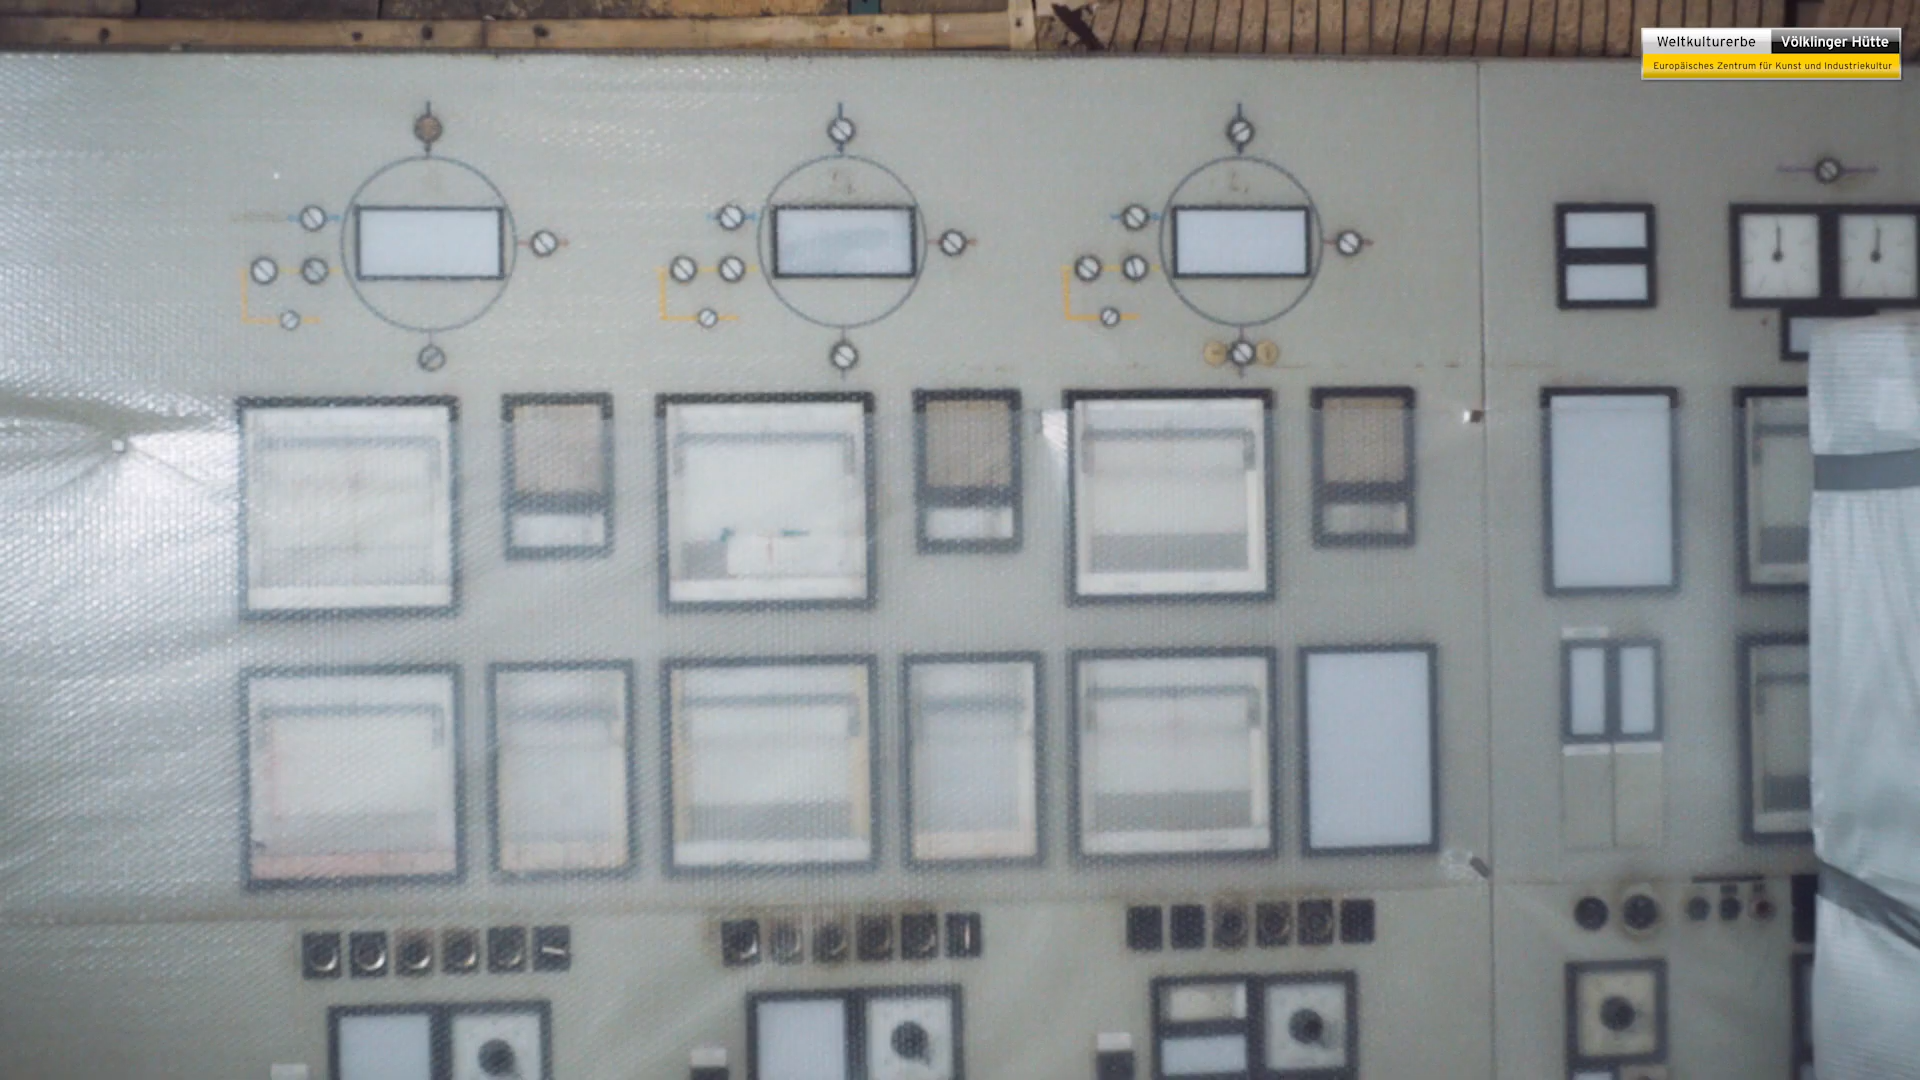 Weltkulturerbe Völklinger Hütte
Europäisches Zentrum für Kunst und Industriekultur